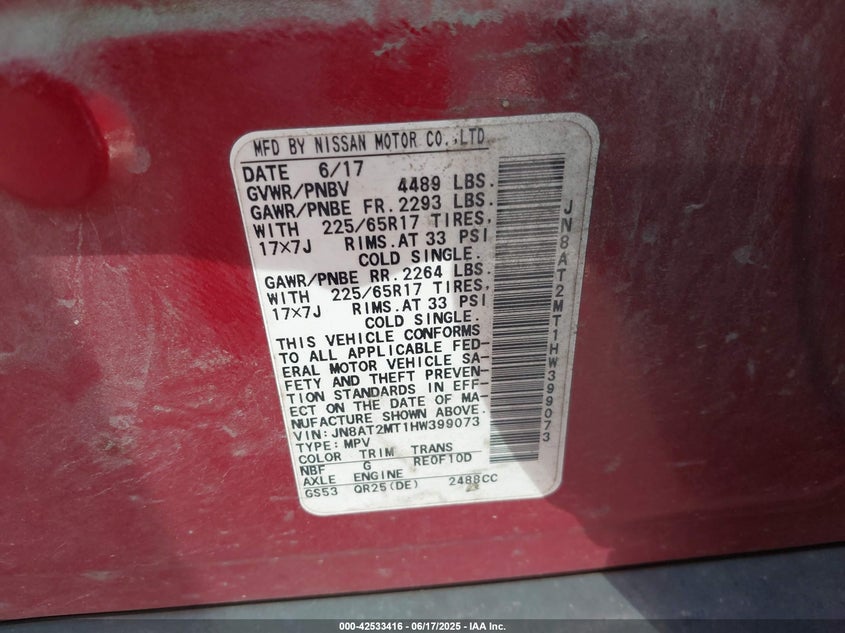 MFD BY NISSAN MOTOR CO.,LTD.
DATE 6/17
GVWR/PNBV 4489 LBS.
GAWR/PNBE FR.2293 LBS.
WITH 225/65R17 TIRES,
17×7J RIMS.AT 33 PSI
COLD SINGLE.
GAWR/PNBE RR.2264 LBS.
WITH 225/65R17 TIRES,
17×7J RIMS.AT 33 PSI
COLD SINGLE.
THIS VEHICLE CONFORMS
TO ALL APPLICABLE FED-
ERAL MOTOR VEHICLE SA-
FETY AND THEFT PREVEN-
TION STANDARDS IN EFF-
ECT ON THE DATE OF MA-
NUFACTURE SHOWN ABOVE.
VIN:JN8AT2MT1HW399073
TYPE:MPV
COLOR TRIM TRANS
NBF G RE0F10D
AXLE ENGINE
GS53 QR25(DE) 2488CC
23
JN8AT2MT1HW399073
000-42533416 - 06/17/2025 - IAA Inc.